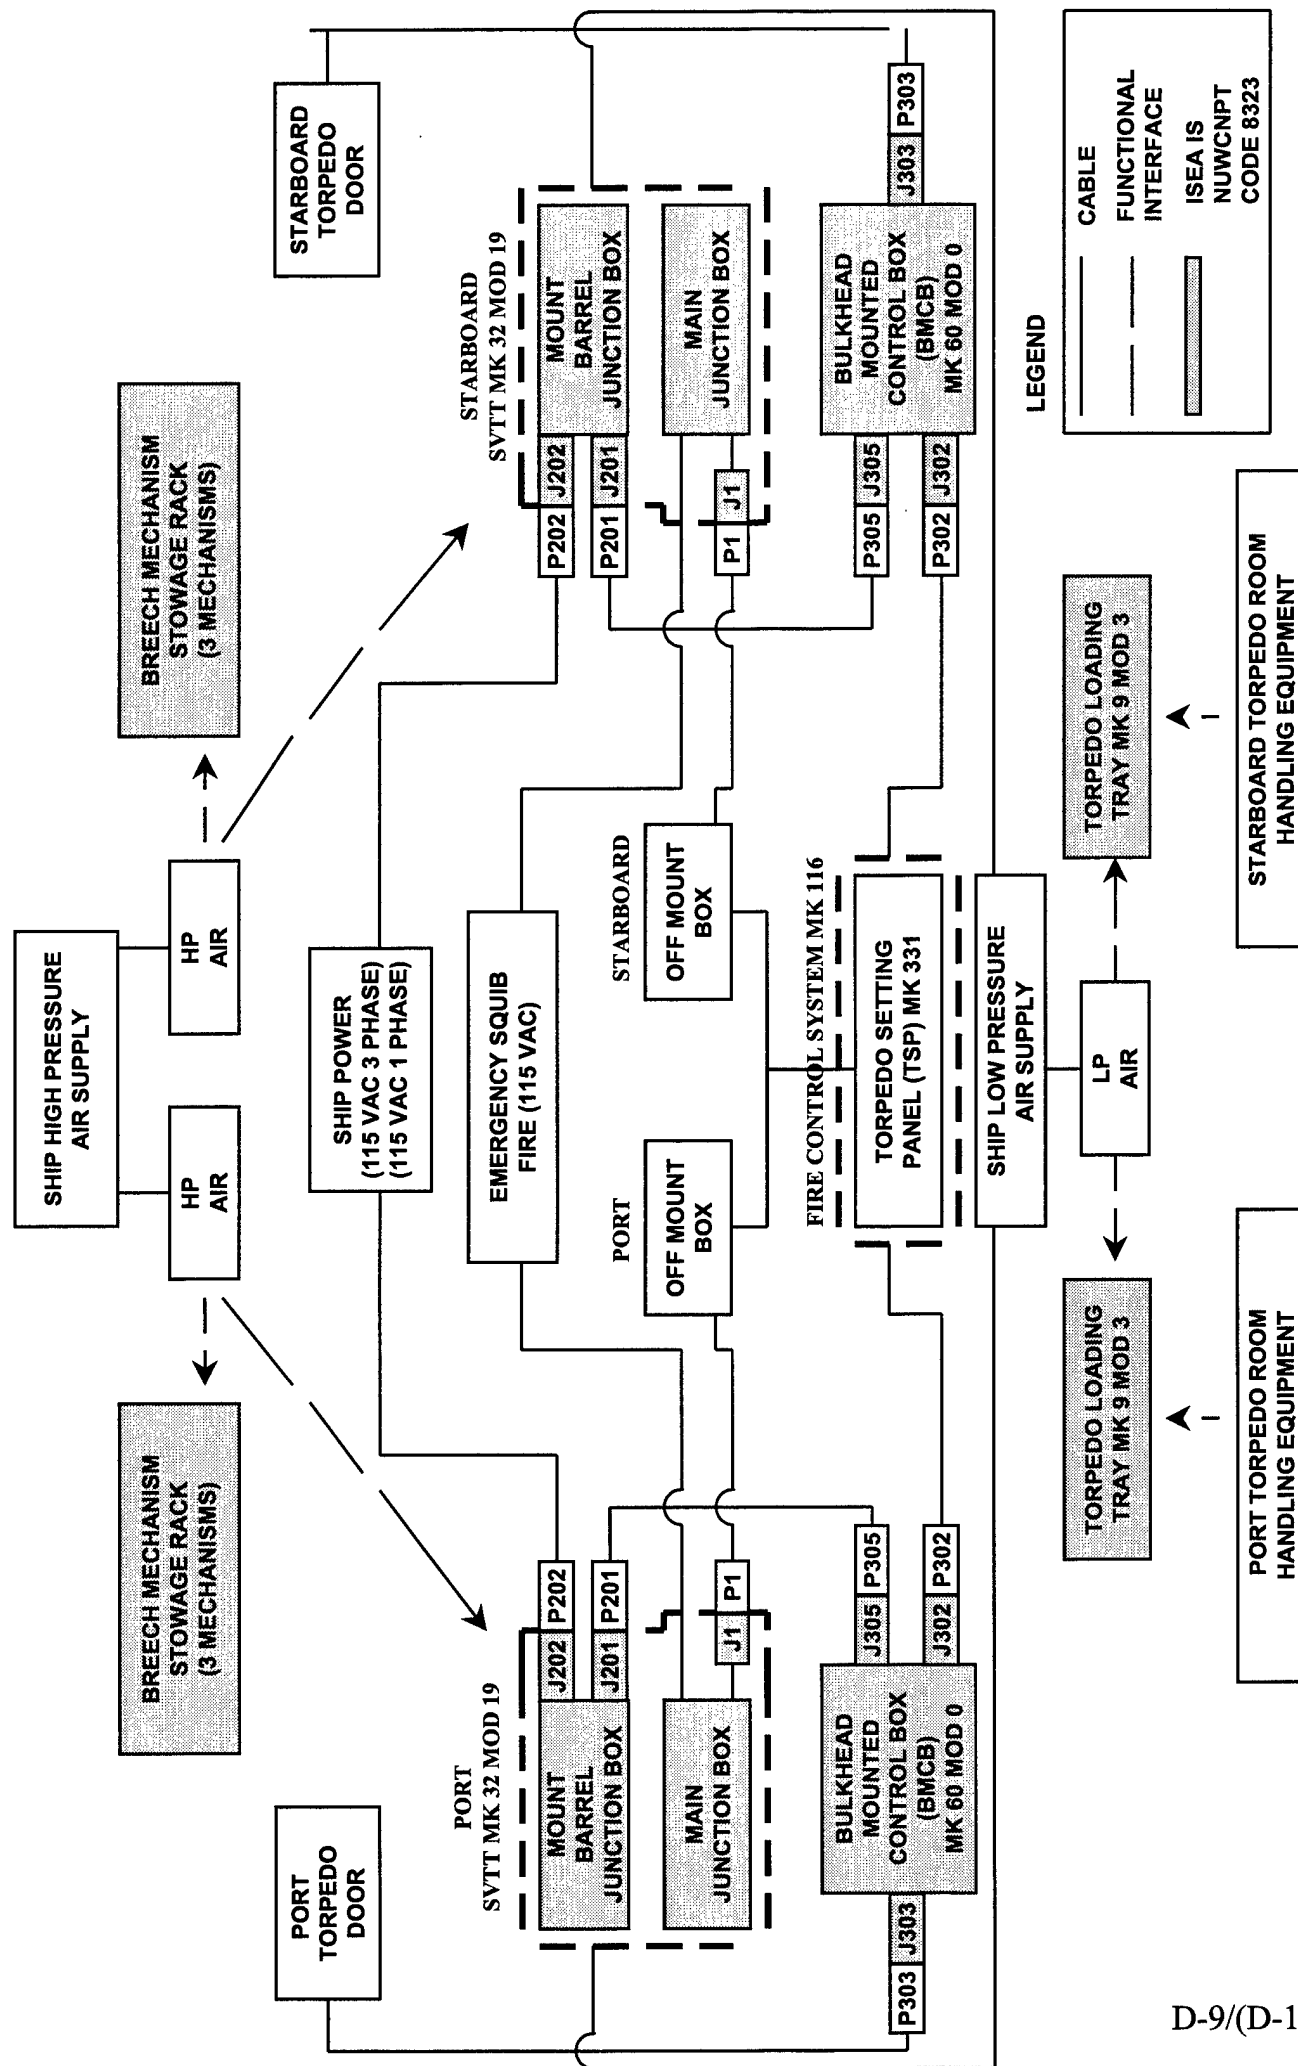 SHIP HIGH PRESSURE
AIR SUPPLY
HP
AIR
HP
AIR
BREECH MECHANISM
STOWAGE RACK
(3 MECHANISMS)
BREECH MECHANISM
STOWAGE RACK
(3 MECHANISMS)
PORT
TORPEDO
DOOR
SHIP POWER
(115 VAC 3 PHASE)
(115 VAC 1 PHASE)
STARBOARD
TORPEDO
DOOR
PORT
SVTT MK 32 MOD 19
MOUNT
BARREL
JUNCTION BOX
J202
P202
J201
P201
MAIN
JUNCTION BOX
J1
P1
EMERGENCY SQUIB
FIRE (115 VAC)
STARBOARD
SVTT MK 32 MOD 19
P202
J202
P201
J201
MOUNT
BARREL
JUNCTION BOX
P1
J1
MAIN
JUNCTION BOX
PORT
OFF MOUNT
BOX
STARBOARD
OFF MOUNT
BOX
FIRE CONTROL SYSTEM MK 116
TORPEDO SETTING
PANEL (TSP) MK 331
P303
J303
BULKHEAD
MOUNTED
CONTROL BOX
(BMCB)
MK 60 MOD 0
J305
P305
J302
P302
P305
J305
P302
J302
BULKHEAD
MOUNTED
CONTROL BOX
(BMCB)
MK 60 MOD 0
J303
P303
SHIP LOW PRESSURE
AIR SUPPLY
LP
AIR
TORPEDO LOADING
TRAY MK 9 MOD 3
TORPEDO LOADING
TRAY MK 9 MOD 3
PORT TORPEDO ROOM
HANDLING EQUIPMENT
STARBOARD TORPEDO ROOM
HANDLING EQUIPMENT
LEGEND
CABLE
FUNCTIONAL
INTERFACE
ISEA IS
NUWCNPT
CODE 8323
D-9/(D-1